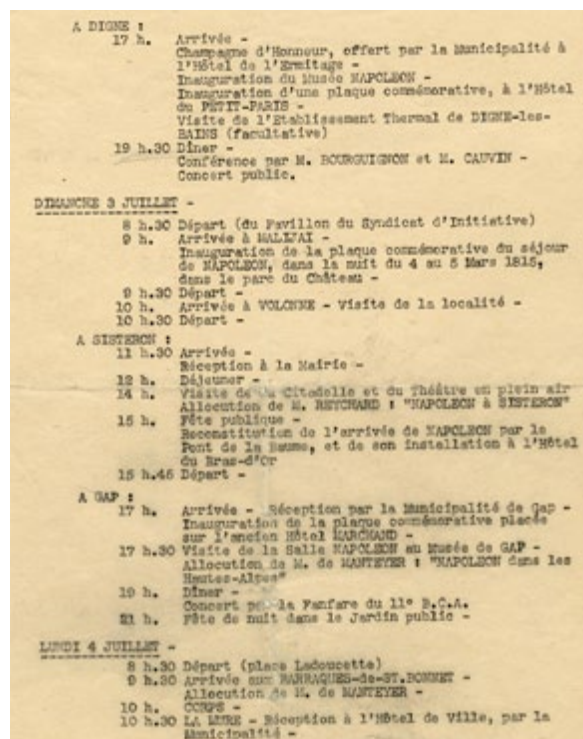 A DIGNE :
17 h. Arrivée -
Champagne d'Honneur, offert par la Municipalité à
l'Hôtel de l'Ermitage -
Inauguration du Musée NAPOLEON -
Inauguration d'une plaque commémorative, à l'Hôtel
du PETIT-PARIS -
Visite de l'Etablissement Thermal de DIGNE-les-
BAINS (facultative)
19 h.30 Dîner -
Conférence par M. BOURGUIGNON et M. CAUVIN -
Concert public.
DIMANCHE 3 JUILLET -
8 h.30 Départ (du Pavillon du Syndicat d'Initiative)
9 h. Arrivée à MALIJAI -
Inauguration de la plaque commémorative du séjour
de NAPOLEON, dans la nuit du 4 au 5 Mars 1815,
dans le parc du Château -
9 h.30 Départ -
10 h. Arrivée à VOLONNE - Visite de la localité -
10 h.30 Départ -
A SISTERON :
11 h.30 Arrivée -
Réception à la Mairie -
12 h. Déjeuner -
14 h. Visite de la Citadelle et du Théâtre en plein air
Allocution de M. REYCHARD : "NAPOLEON à SISTERON"
15 h. Fête publique -
Reconstitution de l'arrivée de NAPOLEON par le
Pont de la Baume, et de son installation à l'Hôtel
du Bras-d'Or
15 h.45 Départ -
A GAP :
17 h. Arrivée - Réception par la Municipalité de Gap -
Inauguration de la plaque commémorative placée
sur l'ancien Hôtel MARCHAND -
17 h.30 Visite de la Salle NAPOLEON au Musée de GAP -
Allocution de M. de MANTEYER : "NAPOLEON dans les
Hautes-Alpes"
19 h. Dîner -
Concert par la Fanfare du 11° B.C.A.
21 h. Fête de nuit dans le Jardin public -
LUNDI 4 JUILLET -
8 h.30 Départ (place Ladoucette)
9 h.30 Arrivée aux BARRAQUES-de-ST.BONNET -
Allocution de M. de MANTEYER -
10 h. CORPS -
10 h.30 LA MURE - Réception à l'Hôtel de Ville, par la
Municipalité -